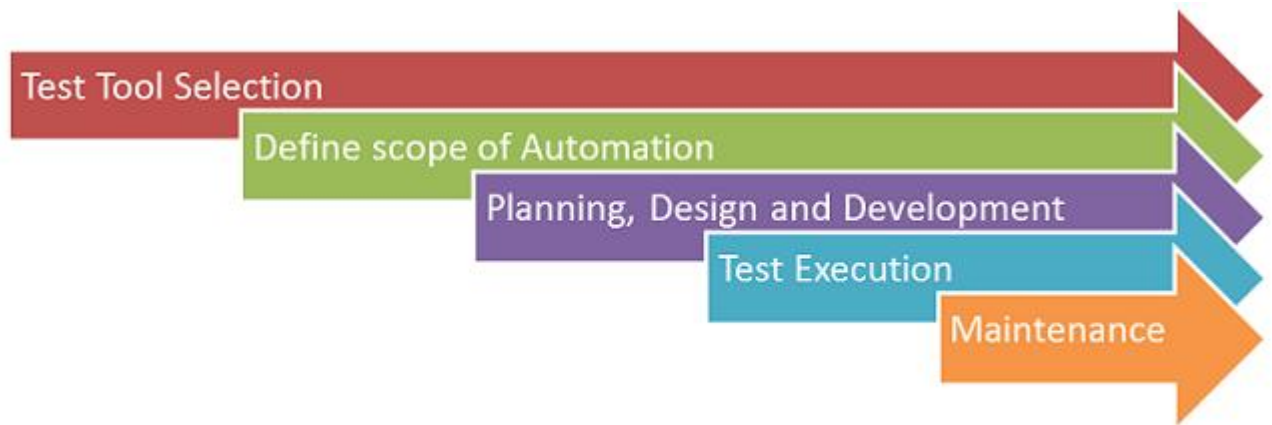 Test Tool Selection
Define scope of Automation
Planning, Design and Development
Test Execution
Maintenance